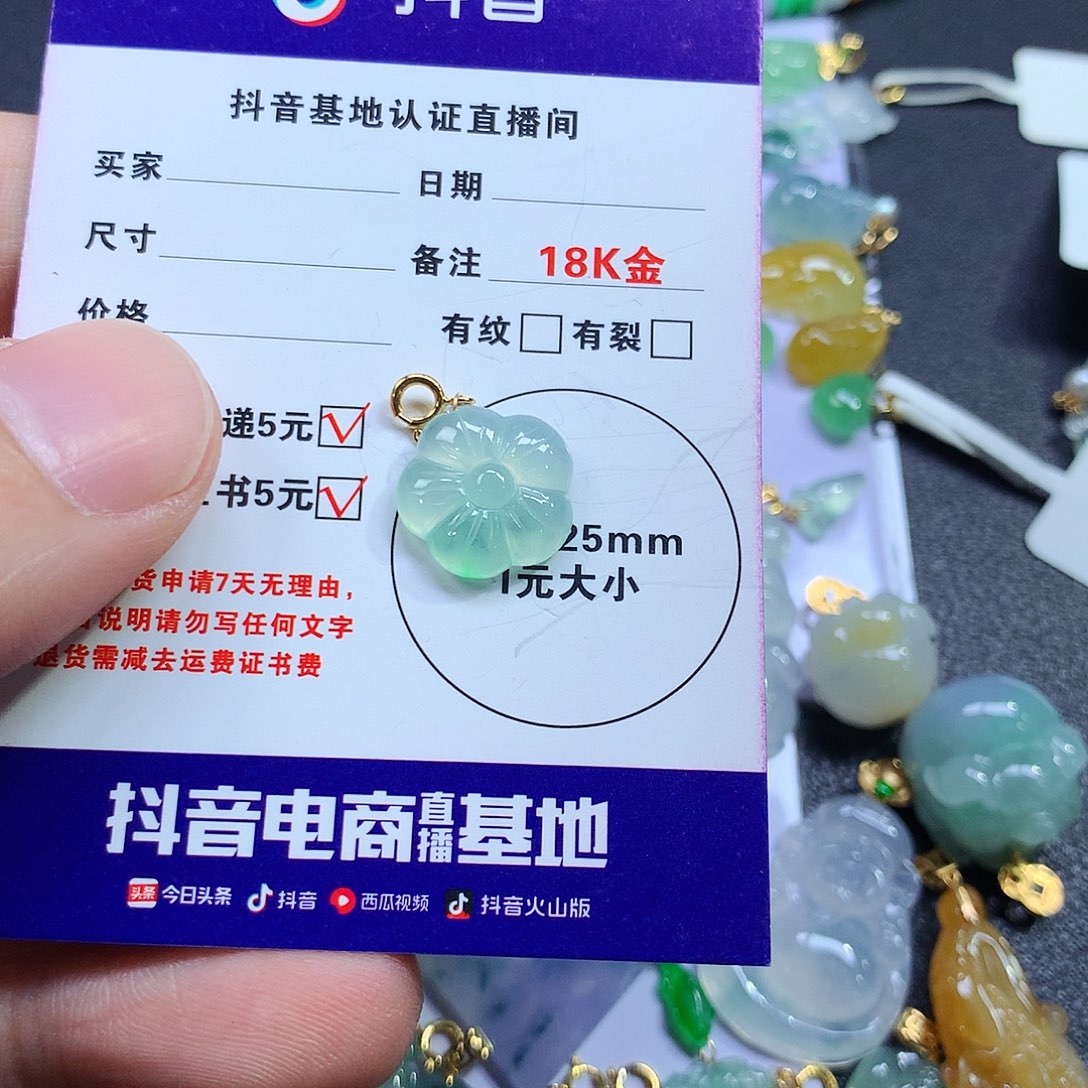 抖音
抖音基地认证直播间
买家 日期
尺寸 备注 18K金
价格 有纹 有裂
递5元
书5元
25mm
1元大小
货申请7天无理由，
说明请勿写任何文字
退货需减去运费证书费
抖音电商直播基地
头条 今日头条 抖音 西瓜视频 抖音火山版